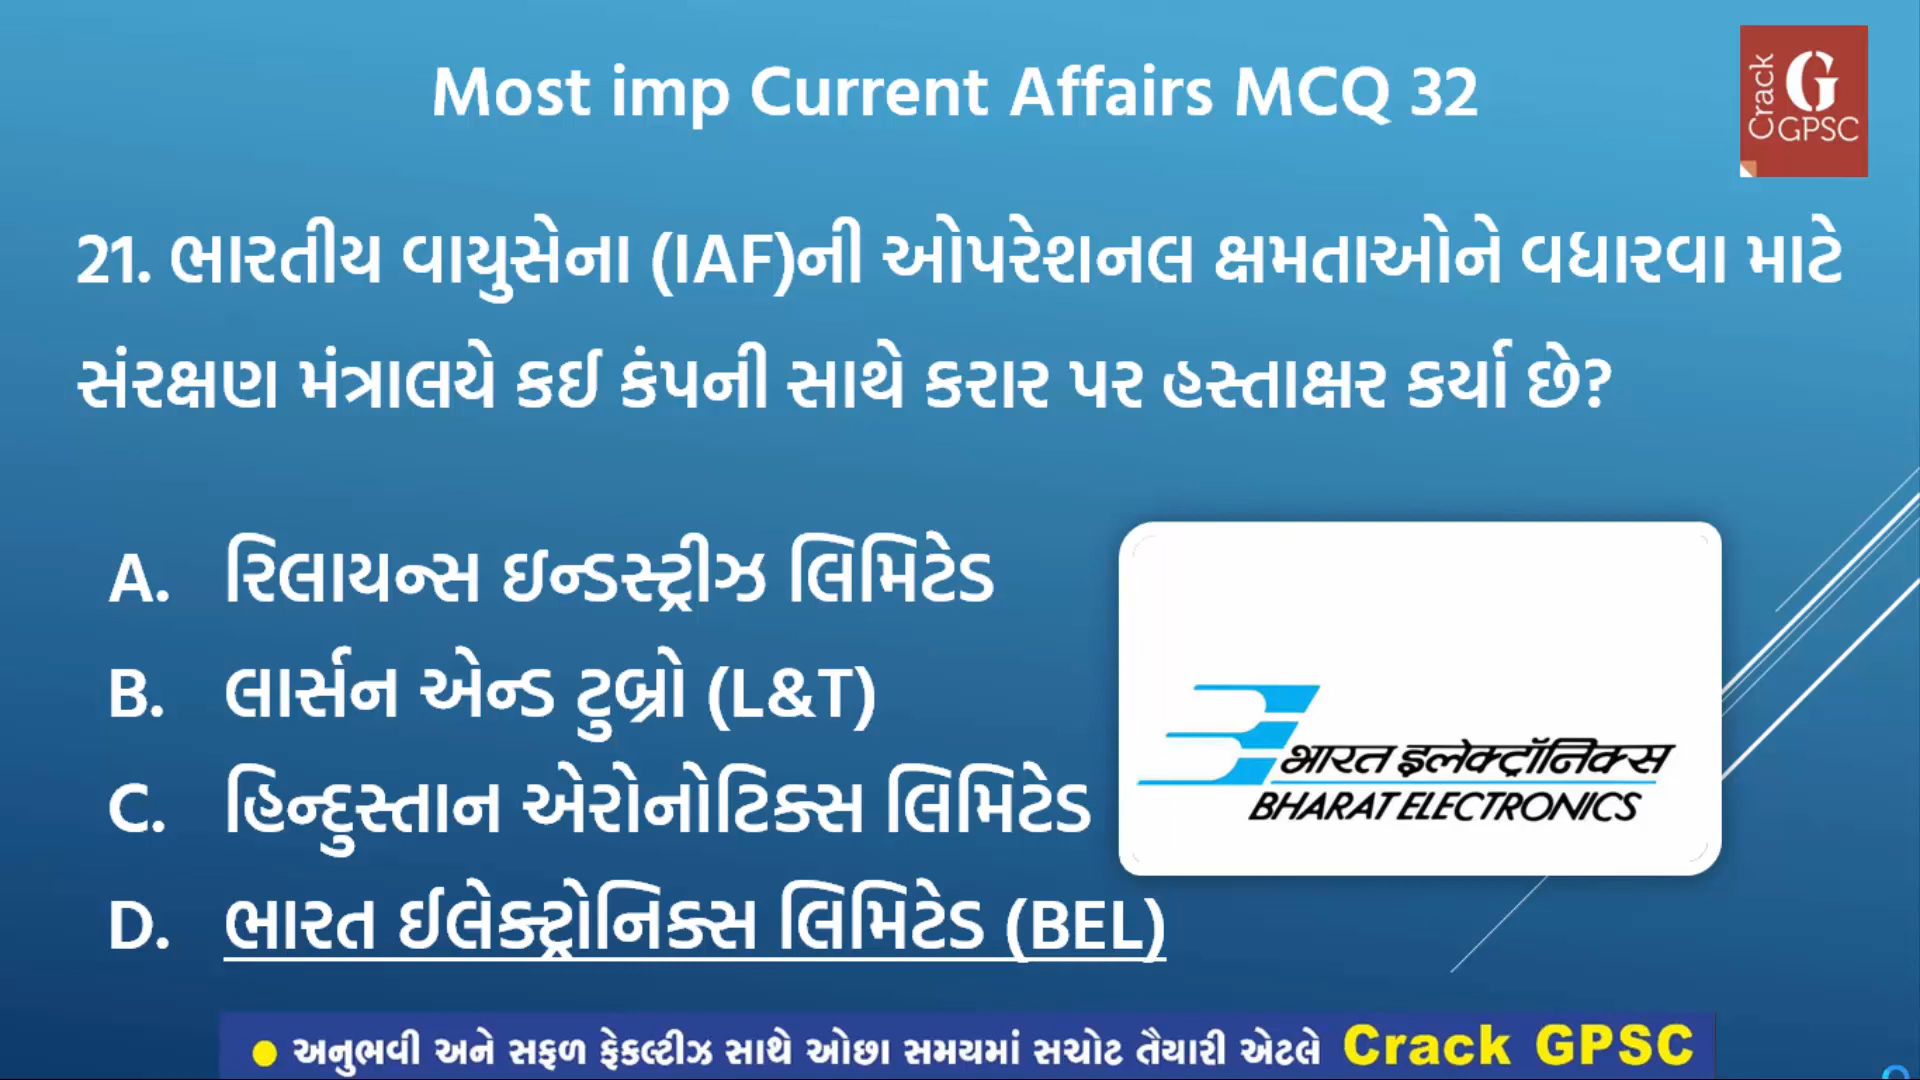 Most imp Current Affairs MCQ 32
Crack
G
GPSC
21. ભારતીય વાયુસેના (IAF)ની ઓપરેશનલ ક્ષમતાઓને વધારવા માટે
સંરક્ષણ મંત્રાલયે કઈ કંપની સાથે કરાર પર હસ્તાક્ષર કર્યા છે?
A. રિલાયન્સ ઇન્ડસ્ટ્રીઝ લિમિટેડ
B. લાર્સન એન્ડ ટુબ્રો (L&T)
C. હિન્દુસ્તાન એરોનોટિક્સ લિમિટેડ
D. ભારત ઈલેક્ટ્રોનિક્સ લિમિટેડ (BEL)
भारत इलेक्ट्रॉनिक्स
BHARAT ELECTRONICS
● અનુભવી અને સફળ ફેકલ્ટીઝ સાથે ઓછા સમયમાં સચોટ તૈયારી એટલે Crack GPSC